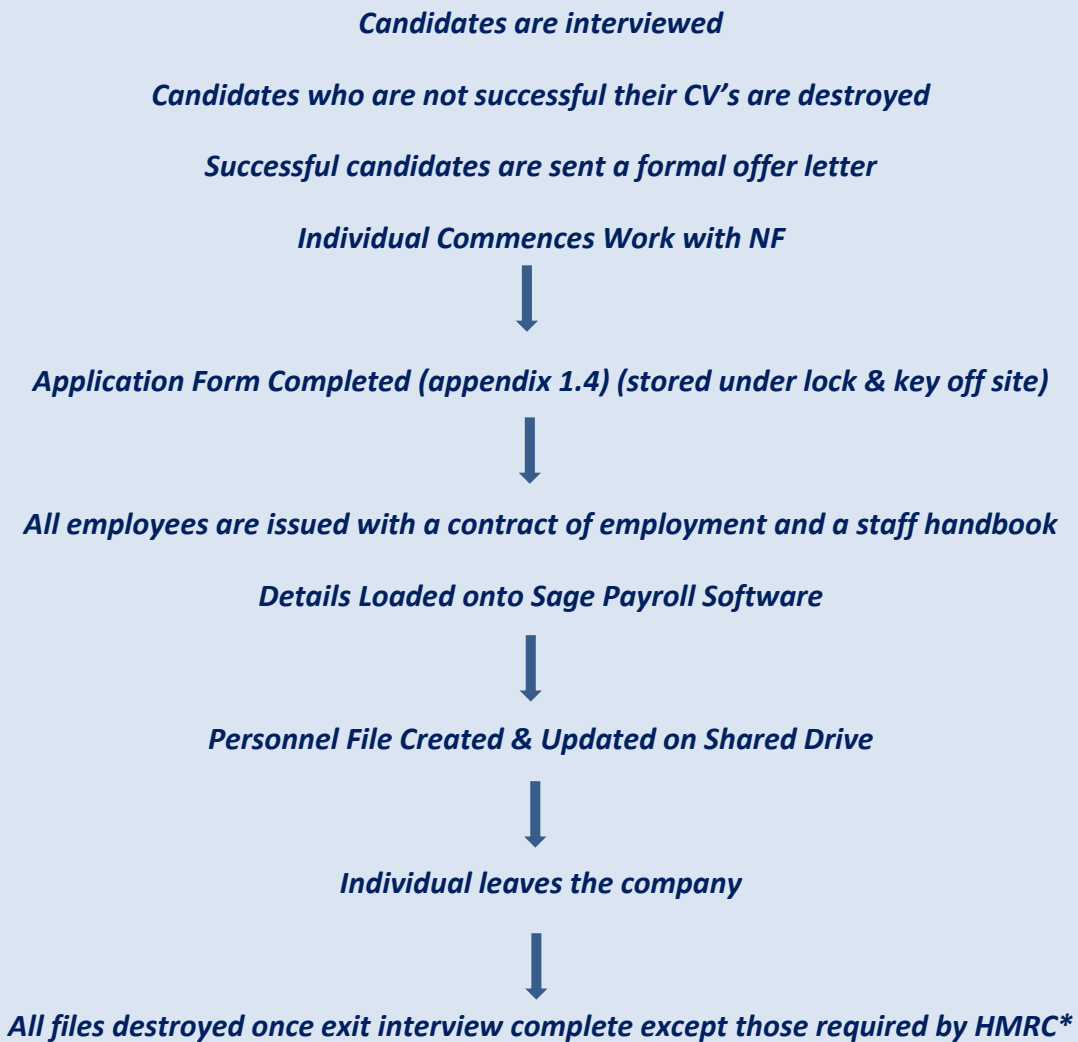 Candidates are interviewed
Candidates who are not successful their CV’s are destroyed
Successful candidates are sent a formal offer letter
Individual Commences Work with NF
Application Form Completed (appendix 1.4) (stored under lock & key off site)
All employees are issued with a contract of employment and a staff handbook
Details Loaded onto Sage Payroll Software
Personnel File Created & Updated on Shared Drive
Individual leaves the company
All files destroyed once exit interview complete except those required by HMRC*